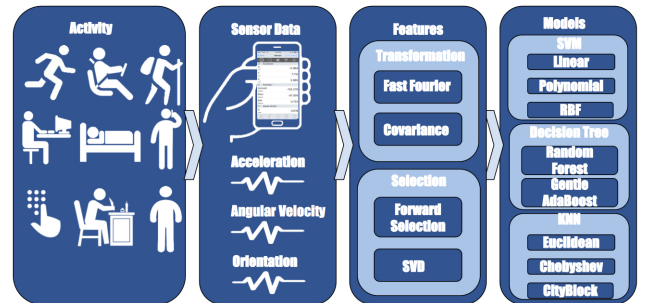 Activity
Sensor Data
Acceleration
Angular Velocity
Orientation
Features
Transformation
Fast Fourier
Covariance
Selection
Forward
Selection
SVD
Models
SVM
Linear
Polynomial
RBF
Decision Tree
Random
Forest
Gentle
AdaBoost
KNN
Euclidean
Chebyshev
CityBlock